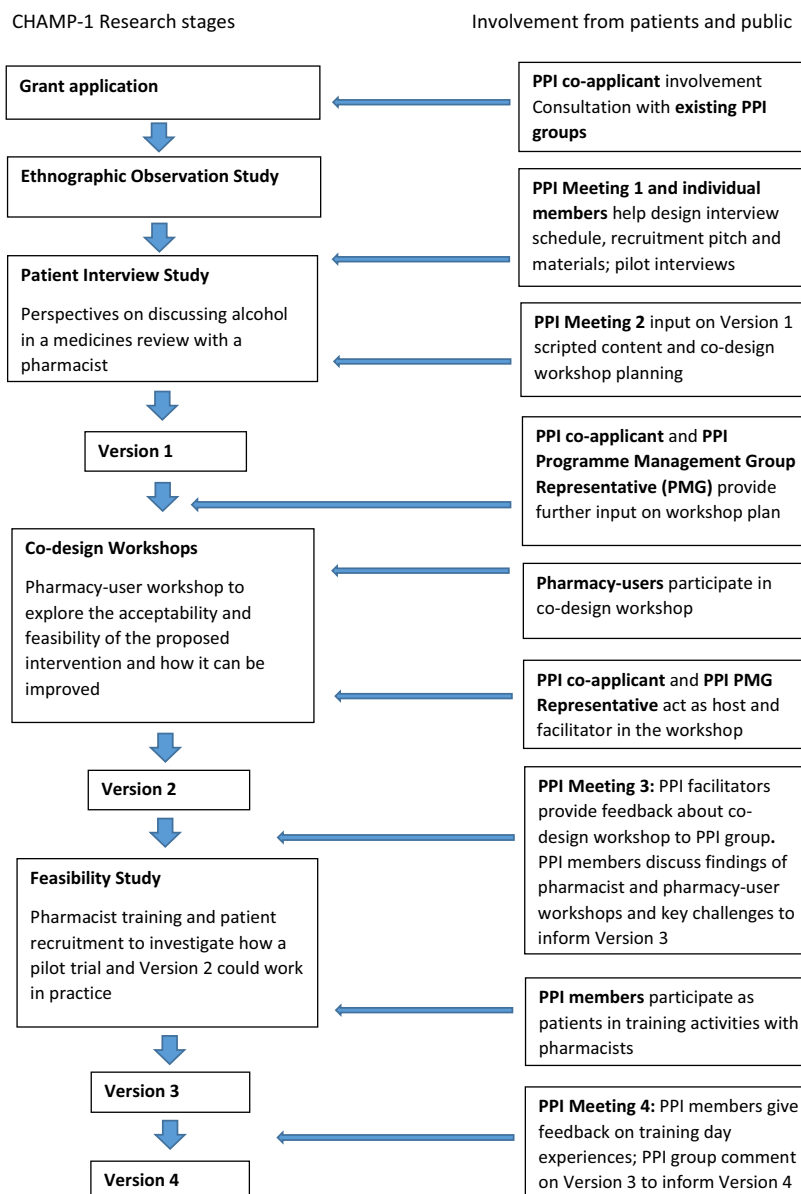 CHAMP-1 Research stages
Involvement from patients and public
Grant application
Ethnographic Observation Study
Patient Interview Study
Perspectives on discussing alcohol
in a medicines review with a
pharmacist
Version 1
Co-design Workshops
Pharmacy-user workshop to
explore the acceptability and
feasibility of the proposed
intervention and how it can be
improved
Version 2
Feasibility Study
Pharmacist training and patient
recruitment to investigate how a
pilot trial and Version 2 could work
in practice
Version 3
Version 4
PPI co-applicant involvement
Consultation with existing PPI
groups
PPI Meeting 1 and individual
members help design interview
schedule, recruitment pitch and
materials; pilot interviews
PPI Meeting 2 input on Version 1
scripted content and co-design
workshop planning
PPI co-applicant and PPI
Programme Management Group
Representative (PMG) provide
further input on workshop plan
Pharmacy-users participate in
co-design workshop
PPI co-applicant and PPI PMG
Representative act as host and
facilitator in the workshop
PPI Meeting 3: PPI facilitators
provide feedback about co-
design workshop to PPI group.
PPI members discuss findings of
pharmacist and pharmacy-user
workshops and key challenges to
inform Version 3
PPI members participate as
patients in training activities with
pharmacists
PPI Meeting 4: PPI members give
feedback on training day
experiences; PPI group comment
on Version 3 to inform Version 4